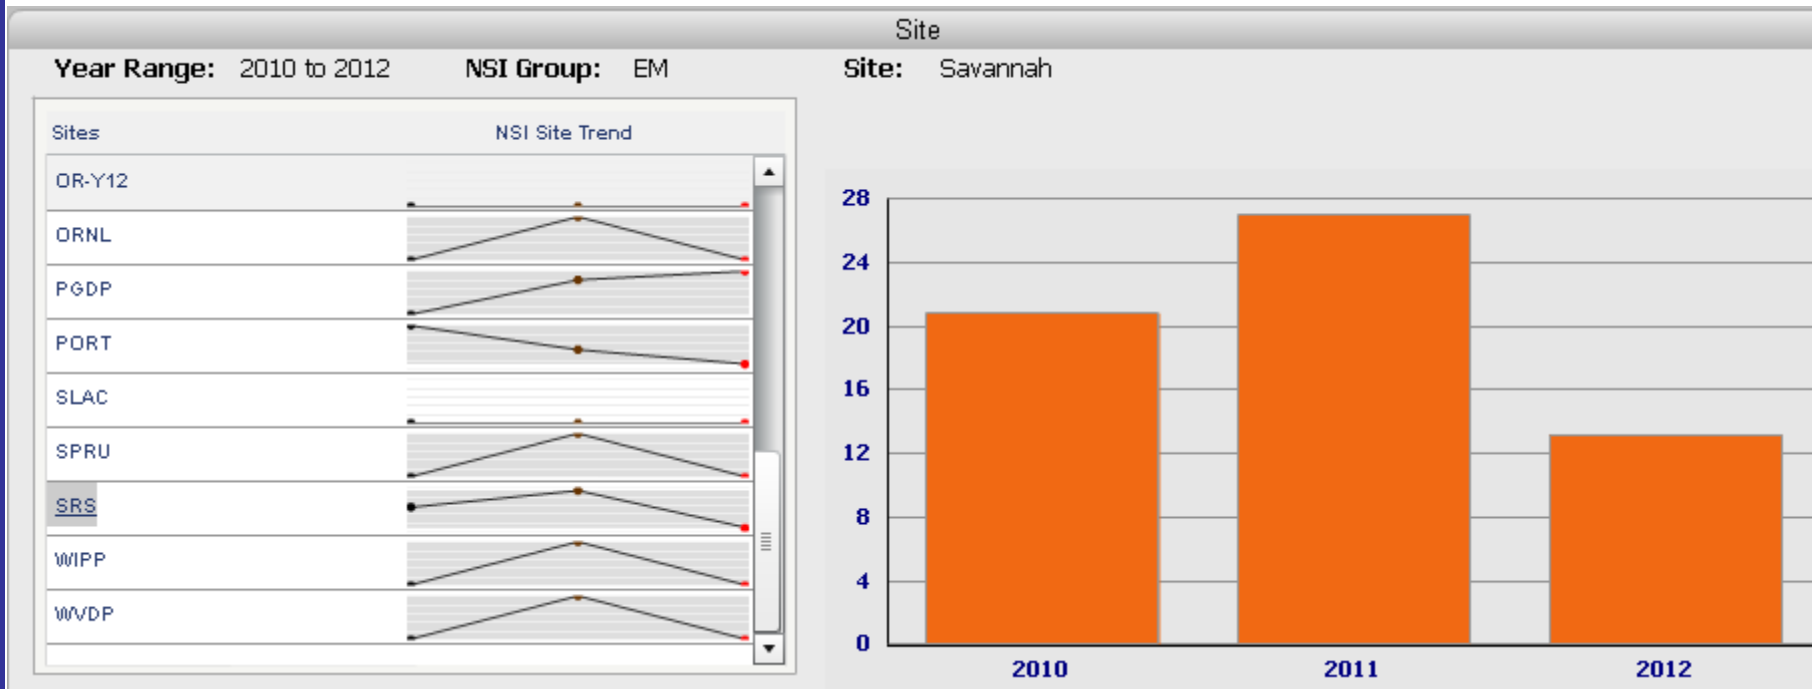 Site
Year Range: 2010 to 2012 NSI Group: EM Site: Savannah
Sites NSI Site Trend
OR-Y12
ORNL
PGDP
PORT
SLAC
SPRU
SRS
WIPP
WVDP
28
24
20
16
12
8
4
0
2010 2011 2012